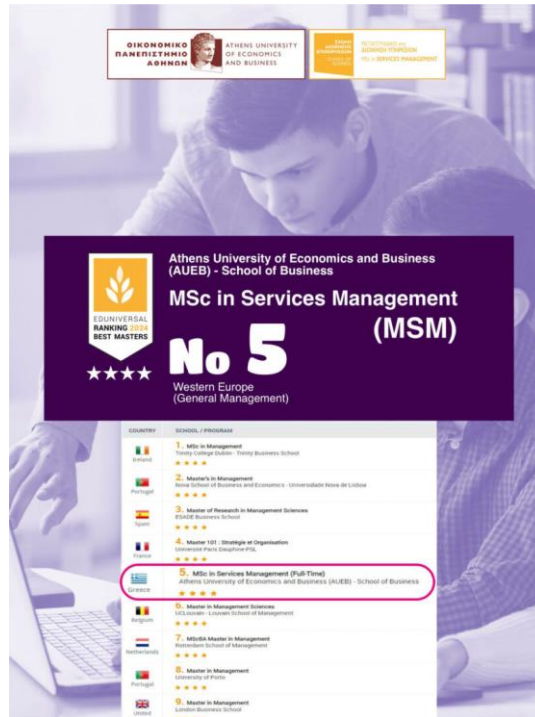 ΟΙΚΟΝΟΜΙΚΟ
ΠΑΝΕΠΙΣΤΗΜΙΟ
ΑΘΗΝΩΝ
ATHENS UNIVERSITY
OF ECONOMICS
AND BUSINESS
ΔΙΟΙΚΗΣΗ ΥΠΗΡΕΣΙΩΝ
MSc in SERVICES MANAGEMENT
EDUNIVERSAL
RANKING 2024
BEST MASTERS
Athens University of Economics and Business
(AUEB) - School of Business
MSc in Services Management
(MSM)
No 5
Western Europe
(General Management)
COUNTRY SCHOOL / PROGRAM
1. MSc in Management
Ireland Trinity College Dublin - Trinity Business School
2. Master's in Management
Portugal Nova School of Business and Economics - Universidade Nova de Lisboa
3. Master of Research in Management Sciences
Spain ESADE Business School
4. Master 101 : Stratégie et Organisation
France Université Paris Dauphine-PSL
5. MSc in Services Management (Full-Time)
Greece Athens University of Economics and Business (AUEB) - School of Business
6. Master in Management Sciences
Belgium UCLouvain - Louvain School of Management
7. MScBA Master in Management
Netherlands Rotterdam School of Management
8. Master in Management
Portugal University of Porto
9. Master in Management
United London Business School